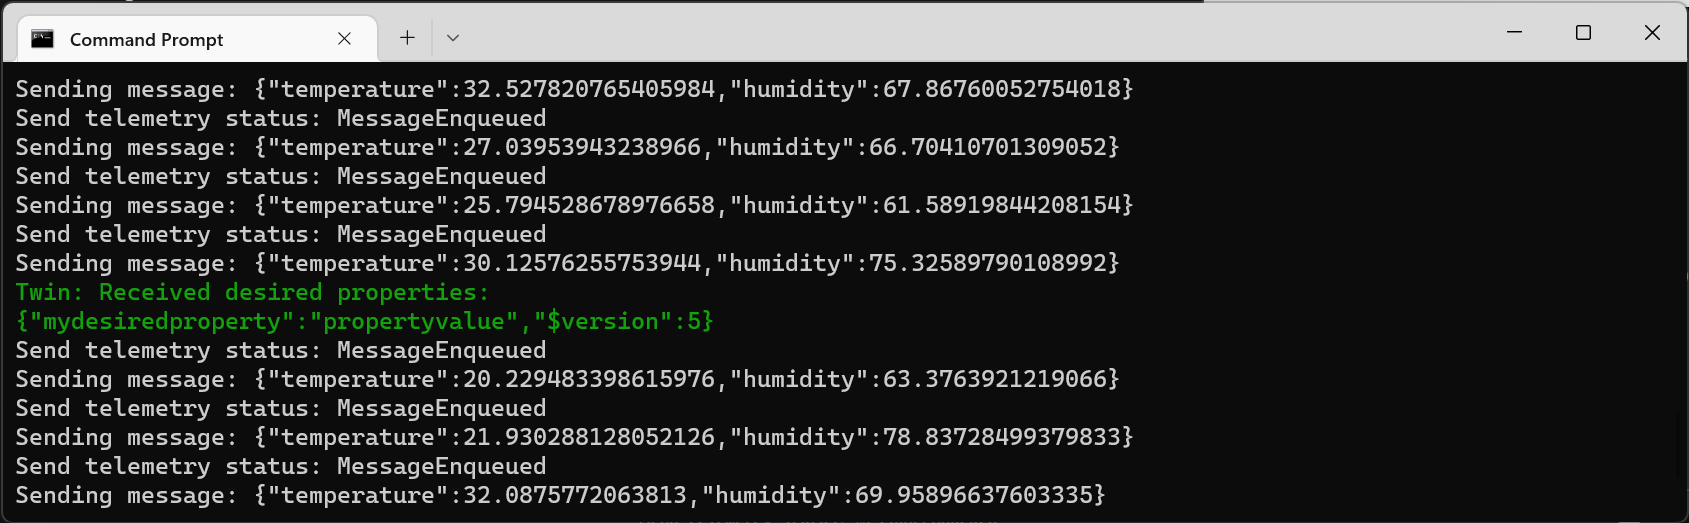 Command Prompt
Sending message: {"temperature":32.527820765405984,"humidity":67.86760052754018}
Send telemetry status: MessageEnqueued
Sending message: {"temperature":27.03953943238966,"humidity":66.70410701309052}
Send telemetry status: MessageEnqueued
Sending message: {"temperature":25.794528678976658,"humidity":61.58919844208154}
Send telemetry status: MessageEnqueued
Sending message: {"temperature":30.12576255753944,"humidity":75.32589790108992}
Twin: Received desired properties:
{"mydesiredproperty":"propertyvalue","$version":5}
Send telemetry status: MessageEnqueued
Sending message: {"temperature":20.229483398615976,"humidity":63.3763921219066}
Send telemetry status: MessageEnqueued
Sending message: {"temperature":21.930288128052126,"humidity":78.83728499379833}
Send telemetry status: MessageEnqueued
Sending message: {"temperature":32.0875772063813,"humidity":69.95896637603335}